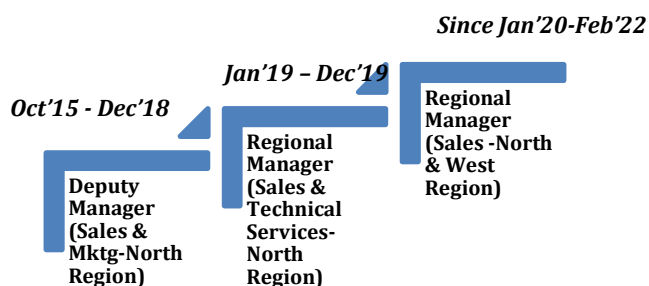 Oct’15 - Dec’18
Deputy
Manager
(Sales &
Mktg-North
Region)
Jan’19 – Dec’19
Regional
Manager
(Sales &
Technical
Services-
North
Region)
Since Jan’20-Feb’22
Regional
Manager
(Sales -North
& West
Region)